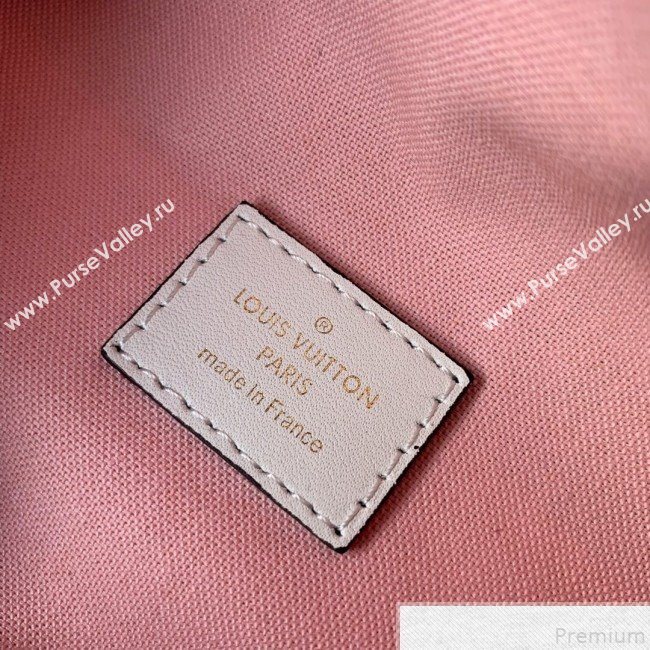 ®
LOUIS VUITTON
PARIS
made in France
www.PurseValley.ru
www.PurseValley.ru
Premium